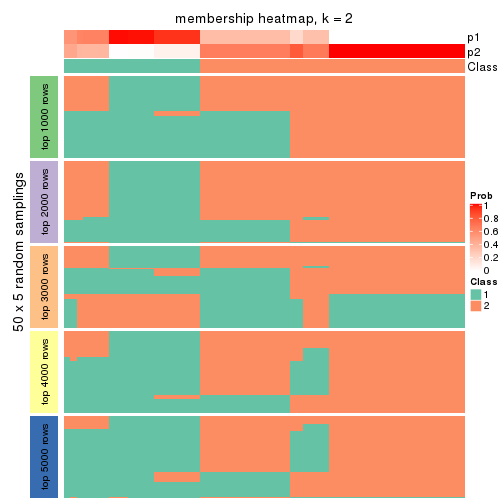 membership heatmap, k = 2
p1
p2
Class
50 x 5 random samplings
top 1000 rows
top 2000 rows
top 3000 rows
top 4000 rows
top 5000 rows
Prob
1
0.8
0.6
0.4
0.2
0
Class
1
2